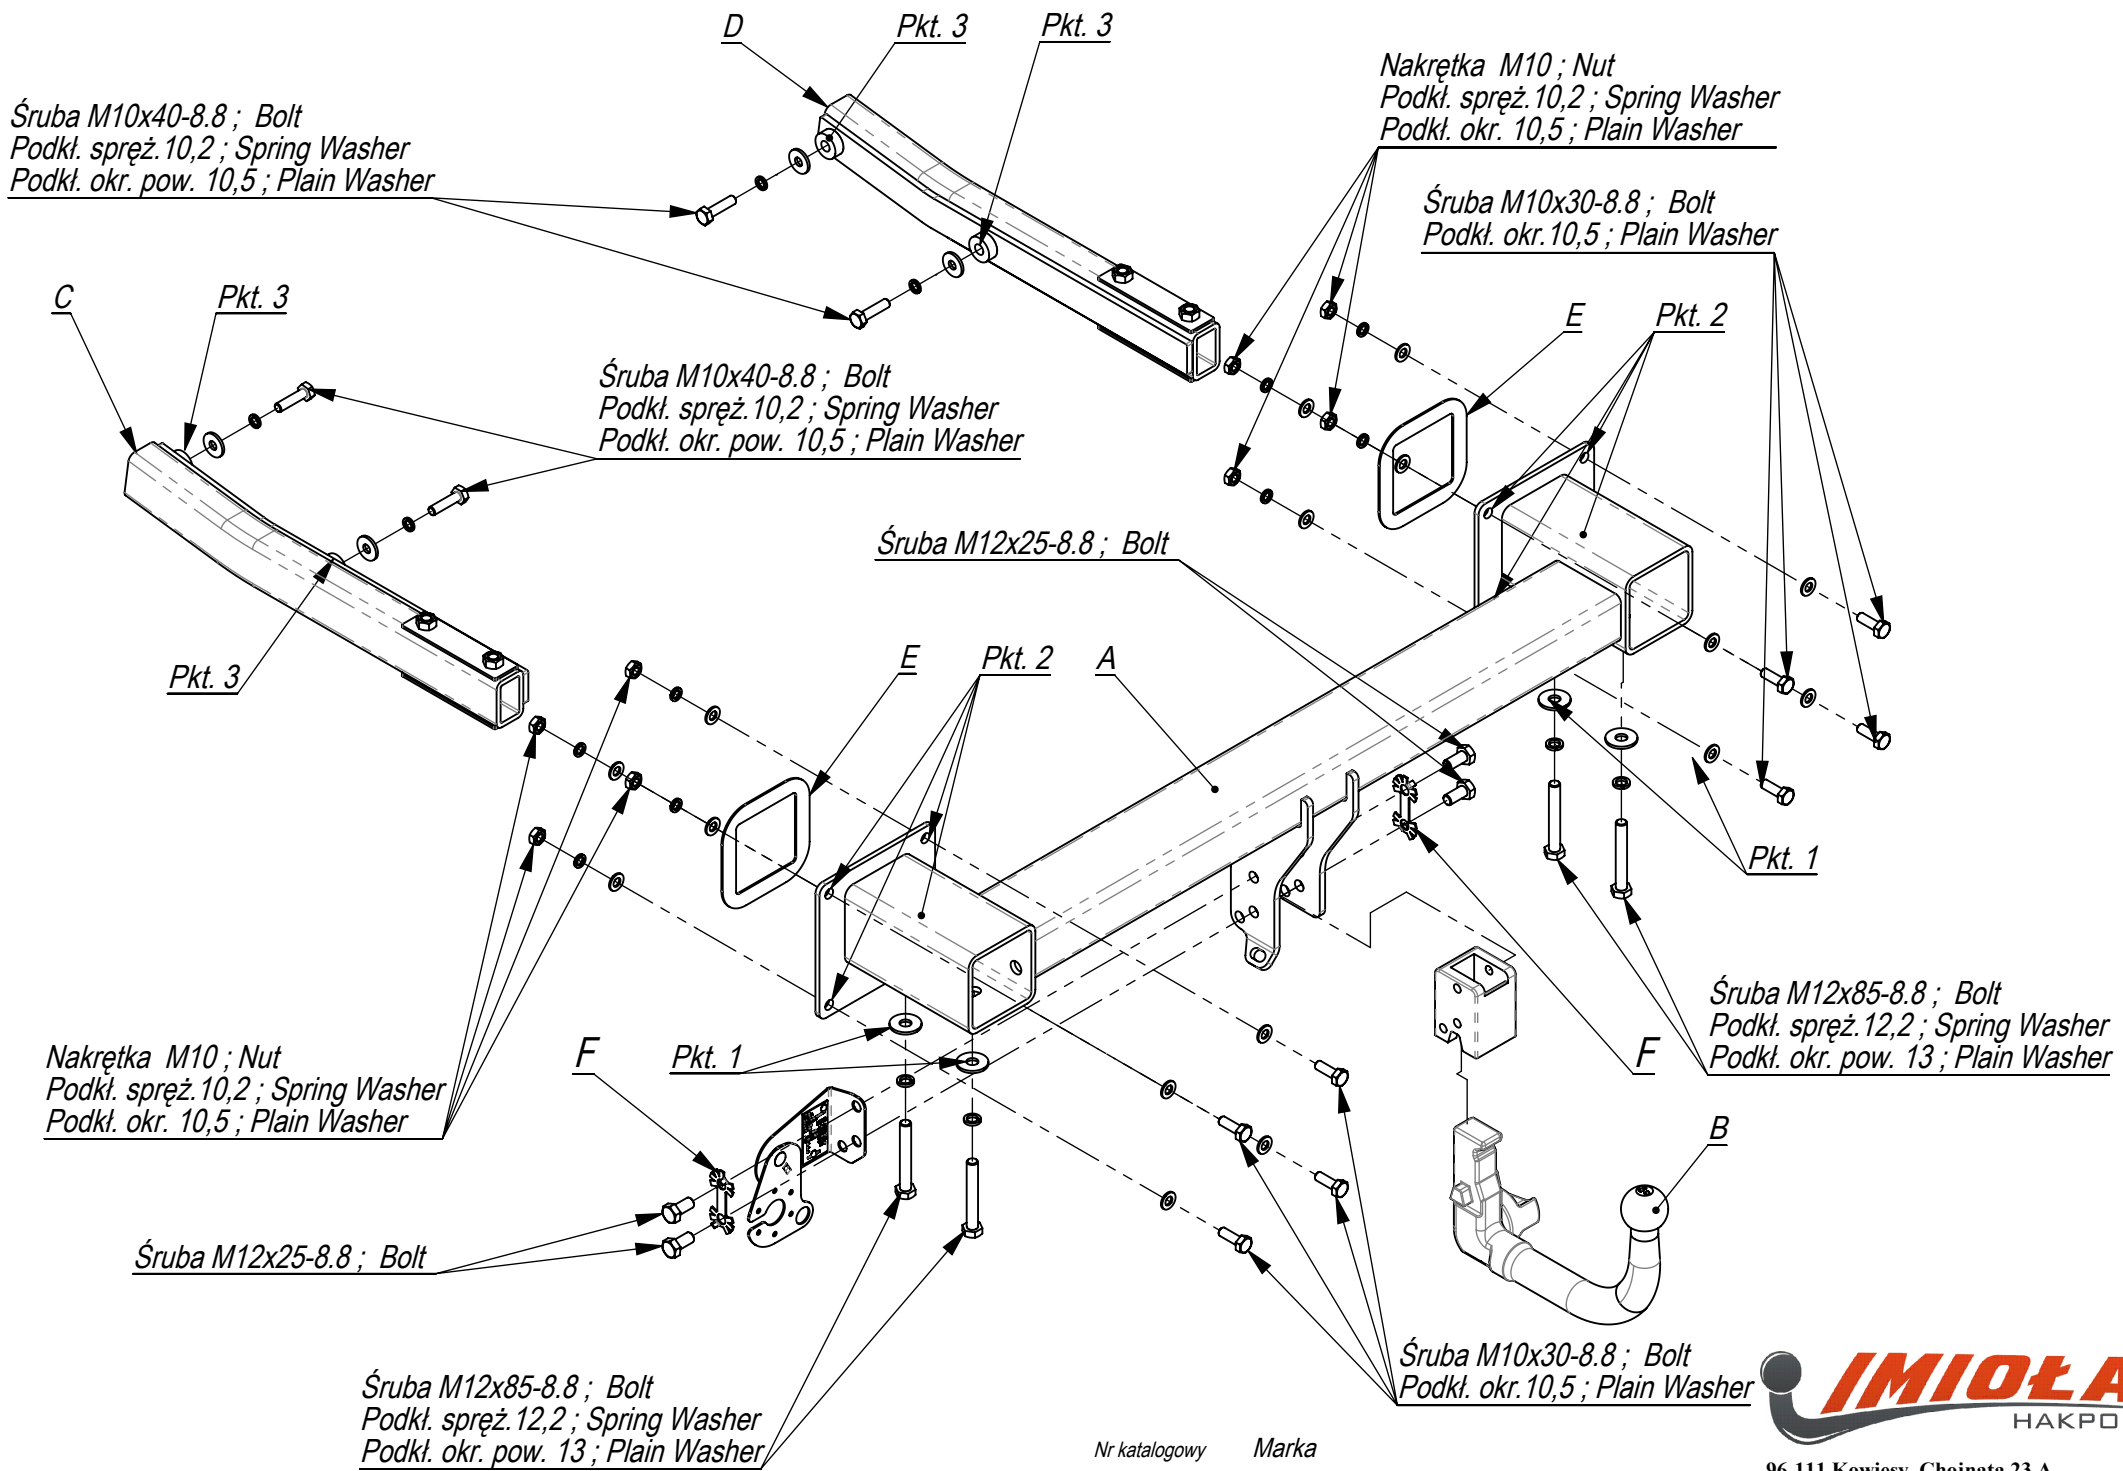 D
Pkt. 3
Pkt. 3
Nakrętka M10 ; Nut
Podkł. spręż.10,2 ; Spring Washer
Podkł. okr. 10,5 ; Plain Washer
Śruba M10x40-8.8 ; Bolt
Podkł. spręż.10,2 ; Spring Washer
Podkł. okr. pow. 10,5 ; Plain Washer
Śruba M10x30-8.8 ; Bolt
Podkł. okr.10,5 ; Plain Washer
C
Pkt. 3
E
Pkt. 2
Śruba M10x40-8.8 ; Bolt
Podkł. spręż.10,2 ; Spring Washer
Podkł. okr. pow. 10,5 ; Plain Washer
Śruba M12x25-8.8 ; Bolt
Pkt. 3
E
Pkt. 2
A
Pkt. 1
Śruba M12x85-8.8 ; Bolt
Podkł. spręż.12,2 ; Spring Washer
Podkł. okr. pow. 13 ; Plain Washer
Nakrętka M10 ; Nut
Podkł. spręż.10,2 ; Spring Washer
Podkł. okr. 10,5 ; Plain Washer
F
Pkt. 1
F
B
Śruba M12x25-8.8 ; Bolt
Śruba M10x30-8.8 ; Bolt
Podkł. okr.10,5 ; Plain Washer
Śruba M12x85-8.8 ; Bolt
Podkł. spręż.12,2 ; Spring Washer
Podkł. okr. pow. 13 ; Plain Washer
IMIOŁA
HAKPO
Nr katalogowy Marka
96-111 Kowiesy, Chojnata 23 A